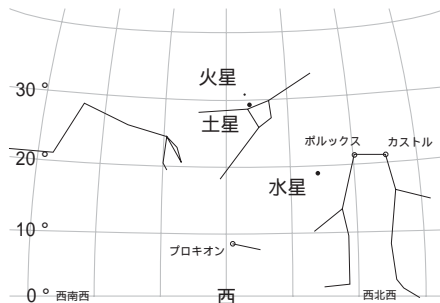 火星
30°
土星
ポルックス カストル
20°
水星
10°
プロキオン
0° 西南西 西 西北西